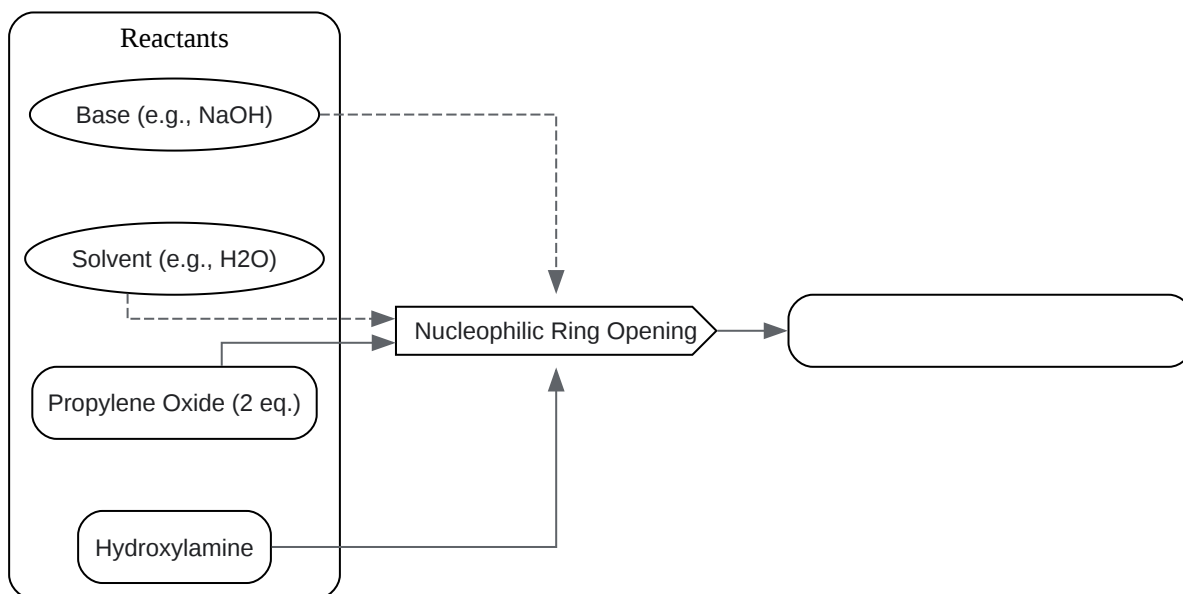 Reactants
Base (e.g., NaOH)
Solvent (e.g., H2O)
Nucleophilic Ring Opening
Propylene Oxide (2 eq.)
Hydroxylamine